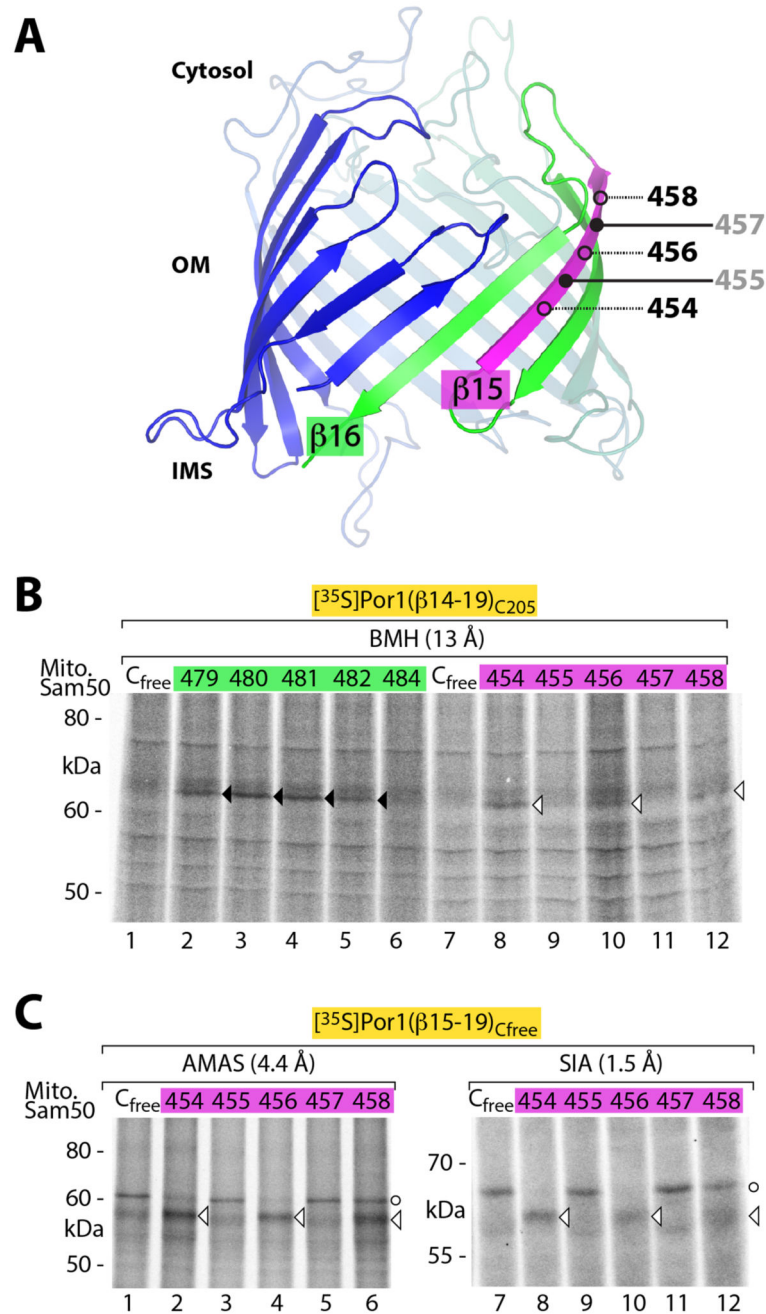 A
Cytosol
OM
IMS
458
457
456
455
454
β15
β16
B
[³⁵S]Por1(β14-19)C205
BMH (13 Å)
Mito. Sam50 Cfree 479 480 481 482 484 Cfree 454 455 456 457 458
80 -
kDa
60 -
50 -
1 2 3 4 5 6 7 8 9 10 11 12
C
[³⁵S]Por1(β15-19)Cfree
AMAS (4.4 Å) SIA (1.5 Å)
Mito. Sam50 Cfree 454 455 456 457 458 Cfree 454 455 456 457 458
80 -
60 -
kDa
50 -
70 -
kDa
55 -
1 2 3 4 5 6 7 8 9 10 11 12